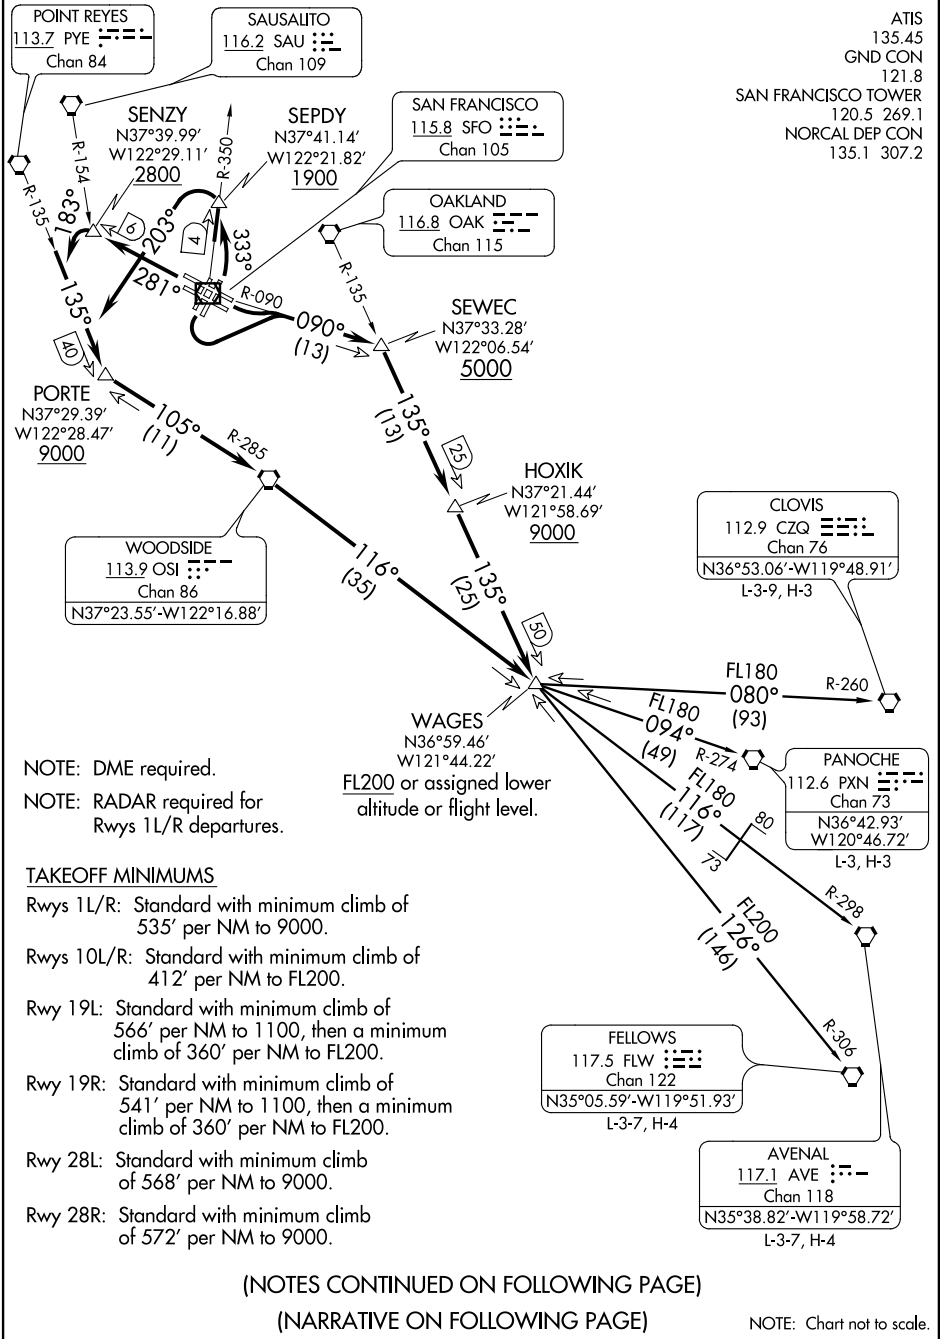 POINT REYES
113.7 PYE
Chan 84
SAUSALITO
116.2 SAU
Chan 109
ATIS
135.45
GND CON
121.8
SAN FRANCISCO TOWER
120.5 269.1
NORCAL DEP CON
135.1 307.2
SENZY
N37°39.99'
W122°29.11'
2800
SEPDY
N37°41.14'
W122°21.82'
1900
SAN FRANCISCO
115.8 SFO
Chan 105
OAKLAND
116.8 OAK
Chan 115
R-154
R-350
R-135
183°
6
203°
4
333°
281°
R-090
090°
(13)
R-135
SEWEC
N37°33.28'
W122°06.54'
5000
135°
40
PORTE
N37°29.39'
W122°28.47'
9000
105°
(11)
R-285
135°
(13)
25
HOXIK
N37°21.44'
W121°58.69'
9000
WOODSIDE
113.9 OSI
Chan 86
N37°23.55'-W122°16.88'
116°
(35)
135°
(25)
50
CLOVIS
112.9 CZQ
Chan 76
N36°53.06'-W119°48.91'
L-3-9, H-3
FL180
080°
(93)
R-260
WAGES
N36°59.46'
W121°44.22'
FL200 or assigned lower
altitude or flight level.
FL180
094°
(49)
R-274
PANOCHE
112.6 PXN
Chan 73
N36°42.93'
W120°46.72'
L-3, H-3
FL180
116°
(117)
80
73
R-298
FL200
126°
(146)
R-306
NOTE: DME required.
NOTE: RADAR required for
Rwys 1L/R departures.
TAKEOFF MINIMUMS
Rwys 1L/R: Standard with minimum climb of
535' per NM to 9000.
Rwys 10L/R: Standard with minimum climb of
412' per NM to FL200.
Rwy 19L: Standard with minimum climb of
566' per NM to 1100, then a minimum
climb of 360' per NM to FL200.
Rwy 19R: Standard with minimum climb of
541' per NM to 1100, then a minimum
climb of 360' per NM to FL200.
Rwy 28L: Standard with minimum climb
of 568' per NM to 9000.
Rwy 28R: Standard with minimum climb
of 572' per NM to 9000.
FELLOWS
117.5 FLW
Chan 122
N35°05.59'-W119°51.93'
L-3-7, H-4
AVENAL
117.1 AVE
Chan 118
N35°38.82'-W119°58.72'
L-3-7, H-4
(NOTES CONTINUED ON FOLLOWING PAGE)
(NARRATIVE ON FOLLOWING PAGE)
NOTE: Chart not to scale.